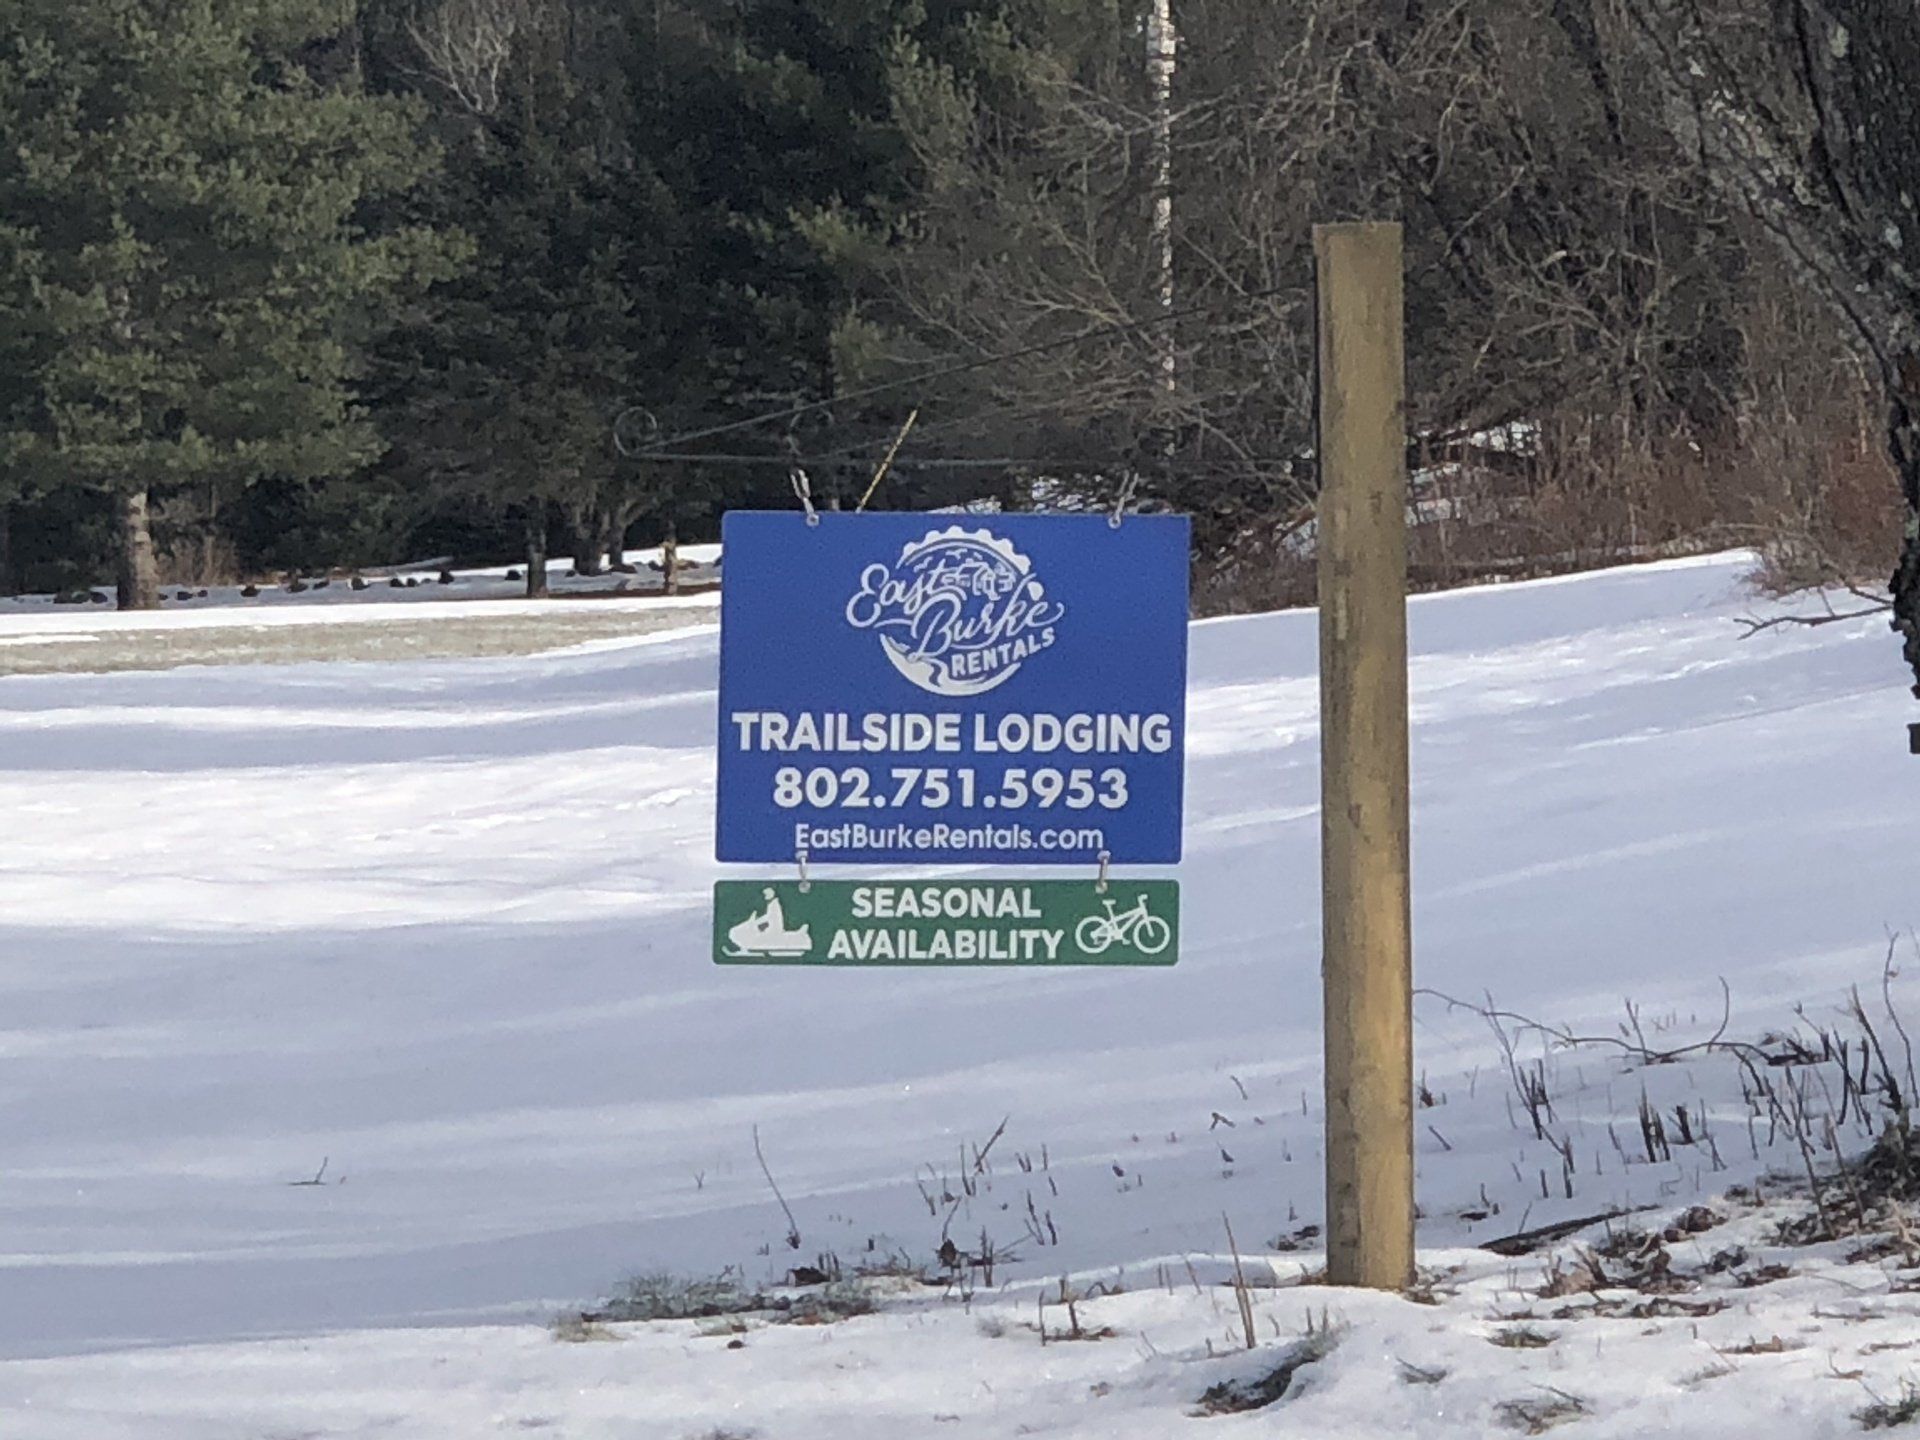 East
Burke
RENTALS
TRAILSIDE LODGING
802.751.5953
EastBurkeRentals.com
SEASONAL
AVAILABILITY